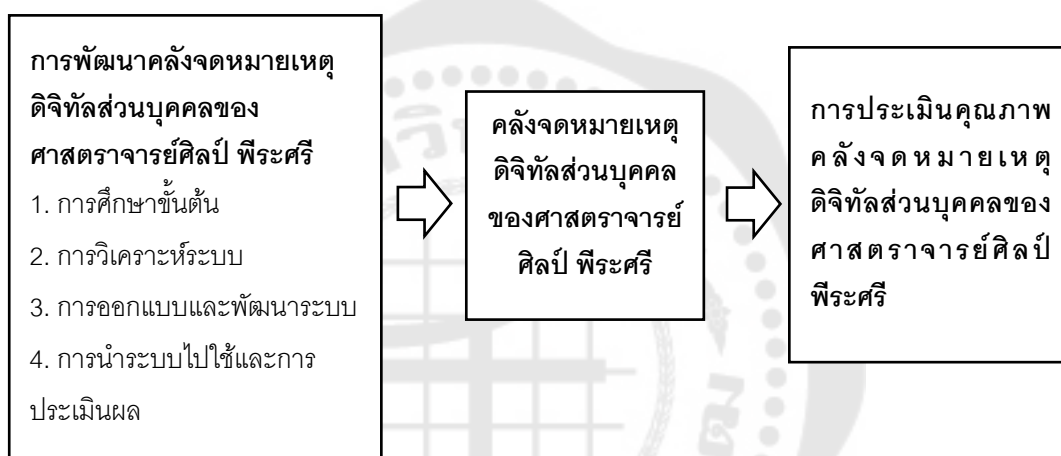 การพัฒนาคลังจดหมายเหตุ
ดิจิทัลส่วนบุคคลของ
ศาสตราจารย์ศิลป์ พีระศรี
1. การศึกษาขั้นต้น
2. การวิเคราะห์ระบบ
3. การออกแบบและพัฒนาระบบ
4. การนำระบบไปใช้และการ
ประเมินผล
คลังจดหมายเหตุ
ดิจิทัลส่วนบุคคล
ของศาสตราจารย์
ศิลป์ พีระศรี
การประเมินคุณภาพ
คลังจดหมายเหตุ
ดิจิทัลส่วนบุคคลของ
ศาสตราจารย์ศิลป์
พีระศรี